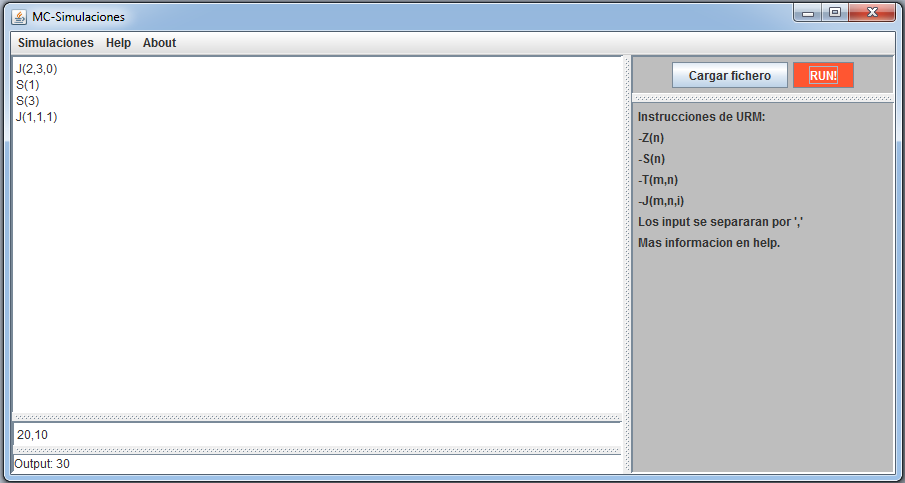 MC-Simulaciones
Simulaciones Help About
J(2,3,0)
S(1)
S(3)
J(1,1,1)
20,10
Output: 30
Cargar fichero RUN!
Instrucciones de URM:
-Z(n)
-S(n)
-T(m,n)
-J(m,n,i)
Los input se separaran por ','
Mas informacion en help.